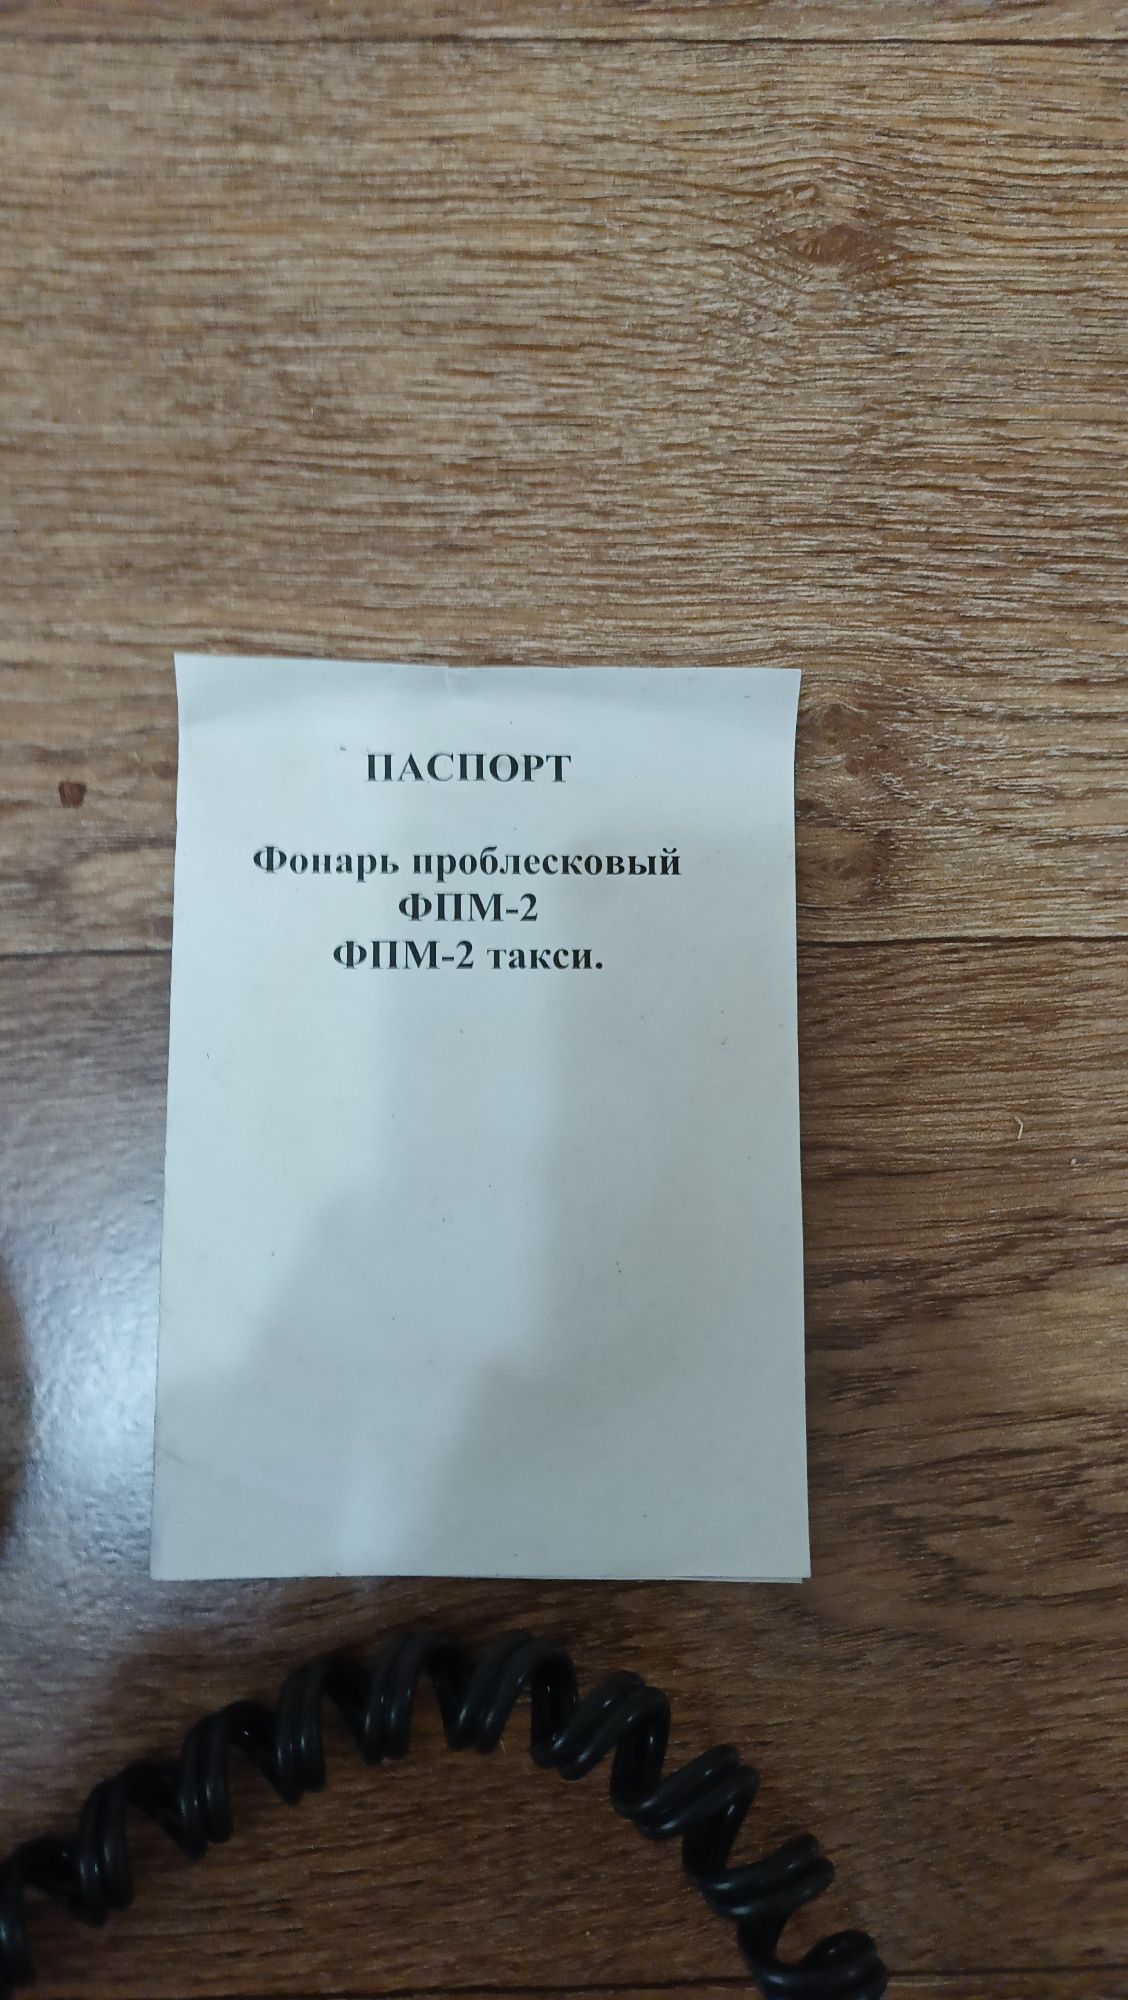 ПАСПОРТ
Фонарь проблесковый
ФПМ-2
ФПМ-2 такси.